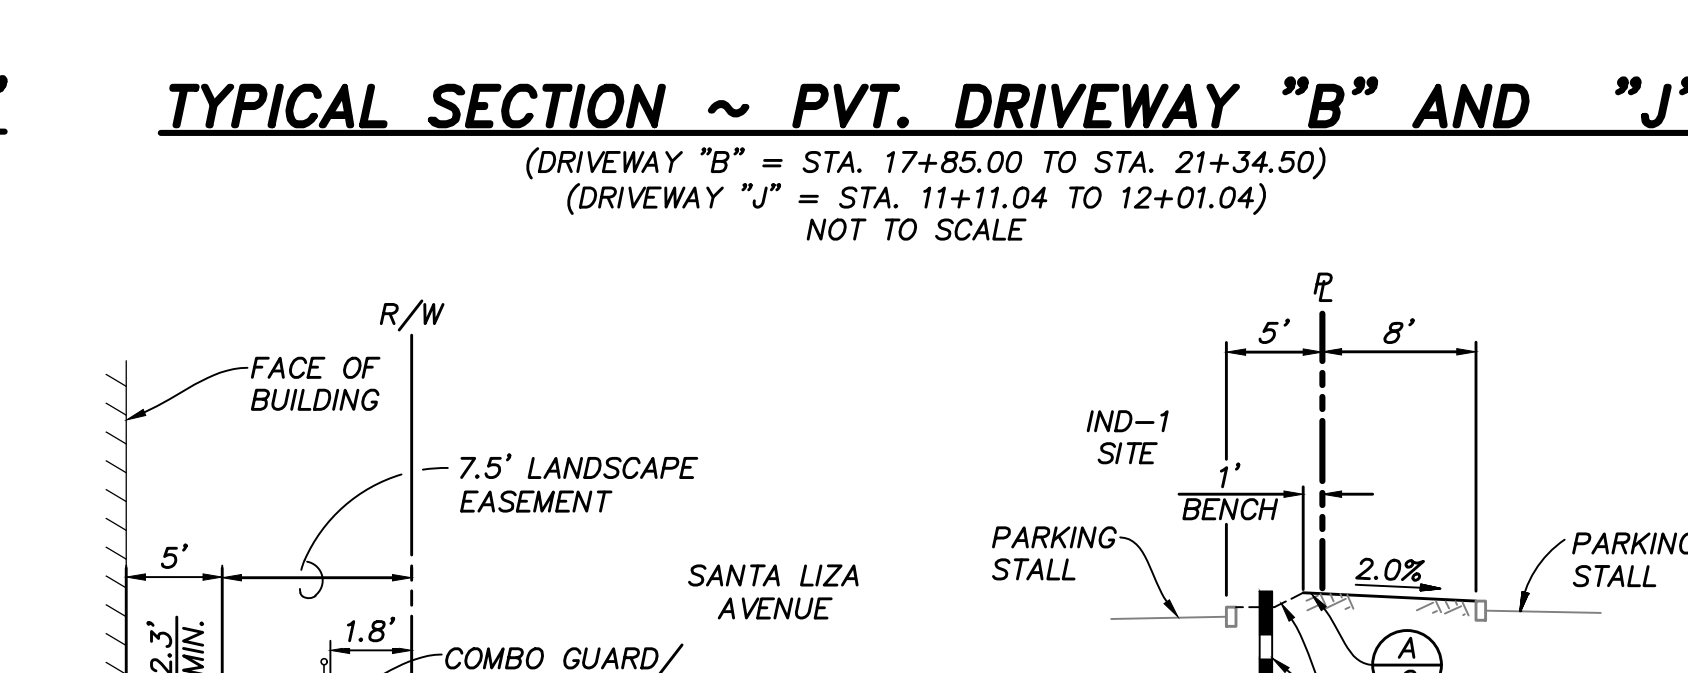 TYPICAL SECTION ~ PVT. DRIVEWAY "B" AND "J"
(DRIVEWAY "B" = STA. 17+85.00 TO STA. 21+34.50)
(DRIVEWAY "J" = STA. 11+11.04 TO 12+01.04)
NOT TO SCALE
R/W
FACE OF
BUILDING
7.5' LANDSCAPE
EASEMENT
5'
SANTA LIZA
AVENUE
2.3'
MIN.
1.8'
COMBO GUARD/
PL
5'
8'
IND-1
SITE
1'
BENCH
PARKING
STALL
2.0%
PARKING
STALL
A